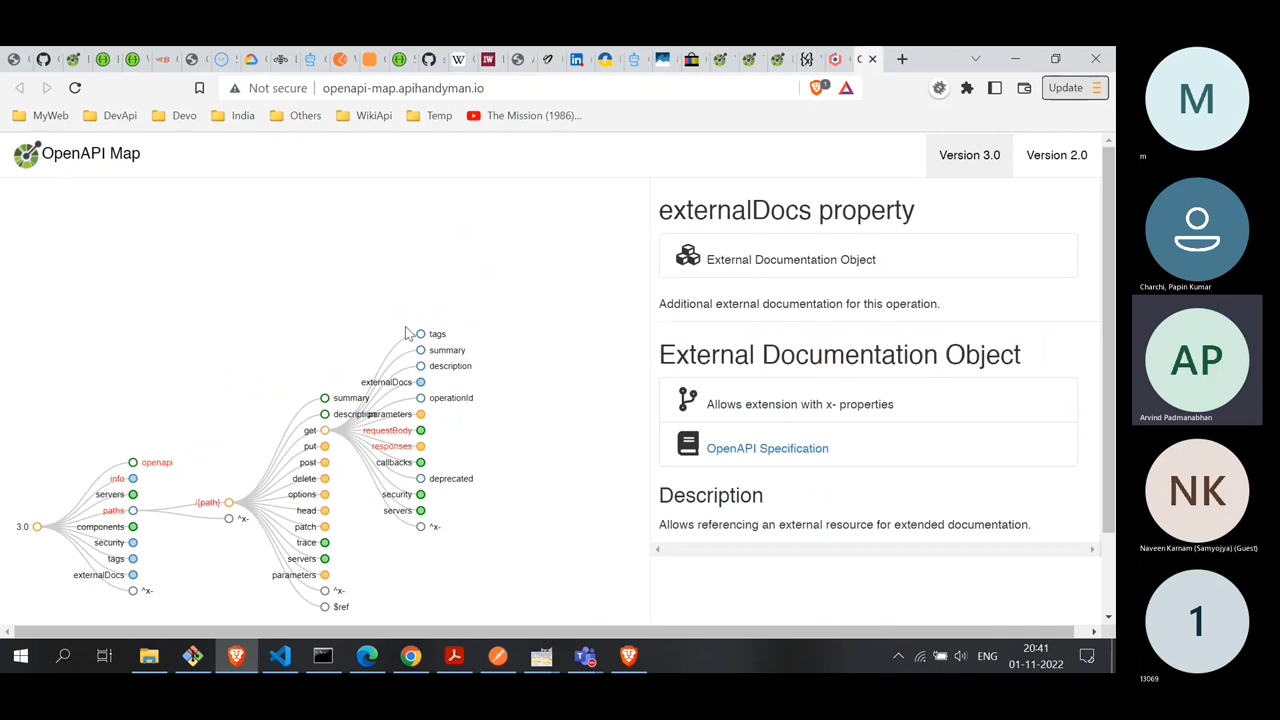 Not secure
openapi-map.apihandyman.io
1
Update
MyWeb
DevApi
Devo
India
Others
WikiApi
Temp
The Mission (1986)...
OpenAPI Map
Version 3.0
Version 2.0
externalDocs property
External Documentation Object
Additional external documentation for this operation.
External Documentation Object
Allows extension with x- properties
OpenAPI Specification
Description
Allows referencing an external resource for extended documentation.
3.0
openapi
info
servers
paths
components
security
tags
externalDocs
^x-
/{path}
^x-
summary
description
get
put
post
delete
options
head
patch
trace
servers
parameters
^x-
$ref
tags
summary
description
externalDocs
operationId
parameters
requestBody
responses
callbacks
deprecated
security
servers
^x-
ENG
20:41
01-11-2022
M
m
Charchi, Papin Kumar
AP
Arvind Padmanabhan
NK
Naveen Karnam (Samyojya) (Guest)
1
13069